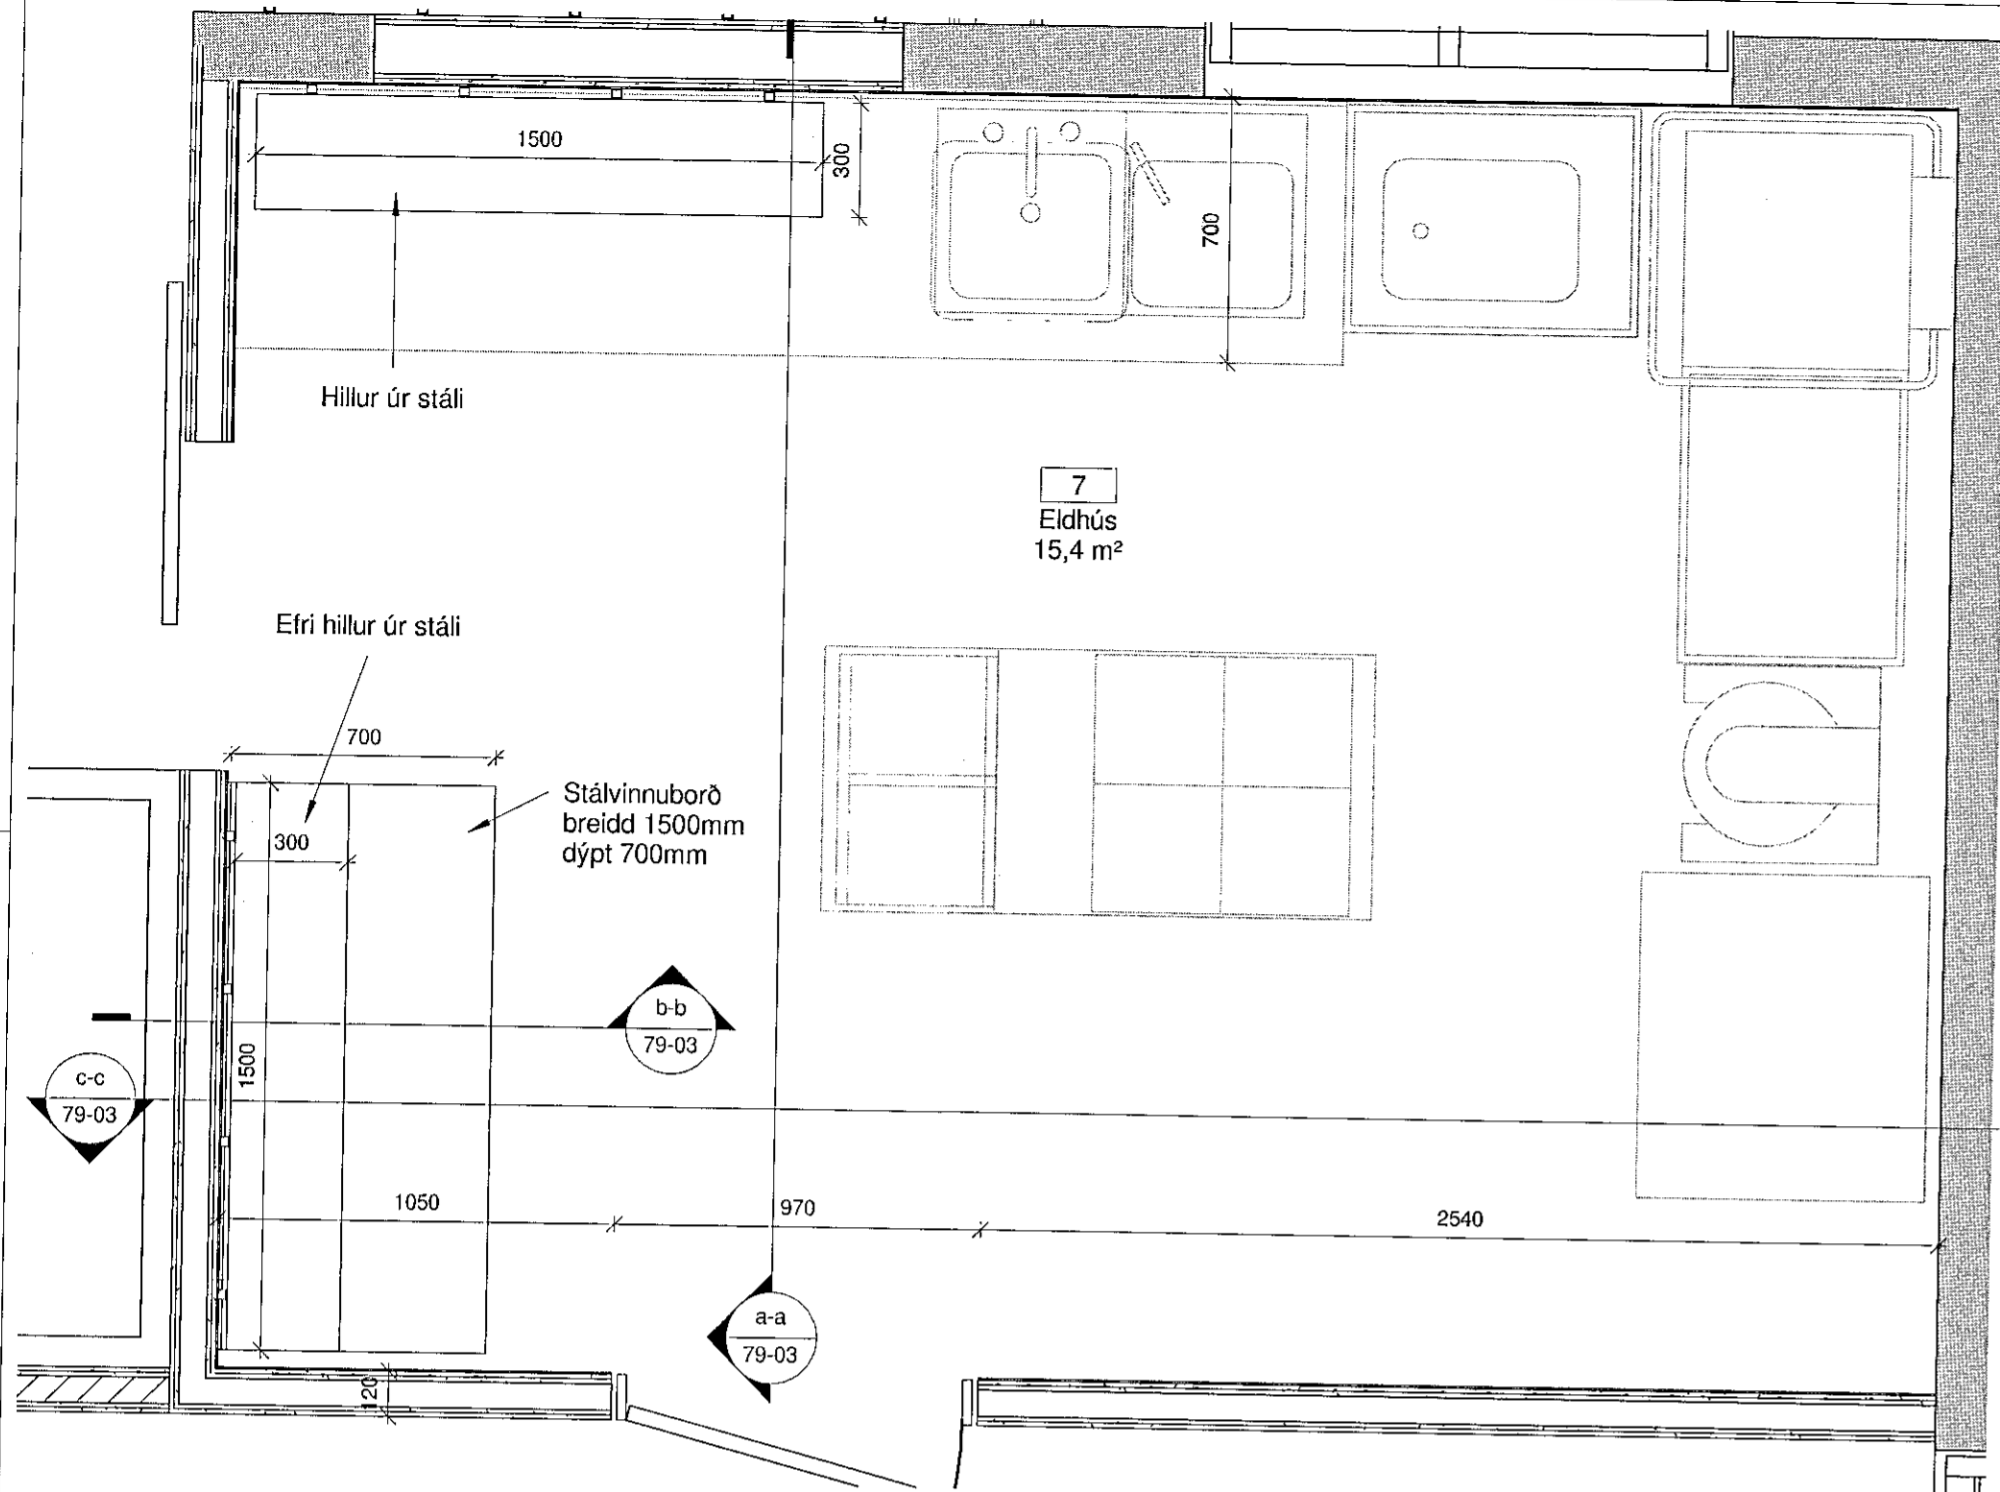 1500
300
700
Hillur úr stáli
7
Eldhús
15,4 m²
Efri hillur úr stáli
700
Stálvinnuborð
breidd 1500mm
dýpt 700mm
300
b-b
79-03
c-c
79-03
1500
1050
970
2540
a-a
79-03
120